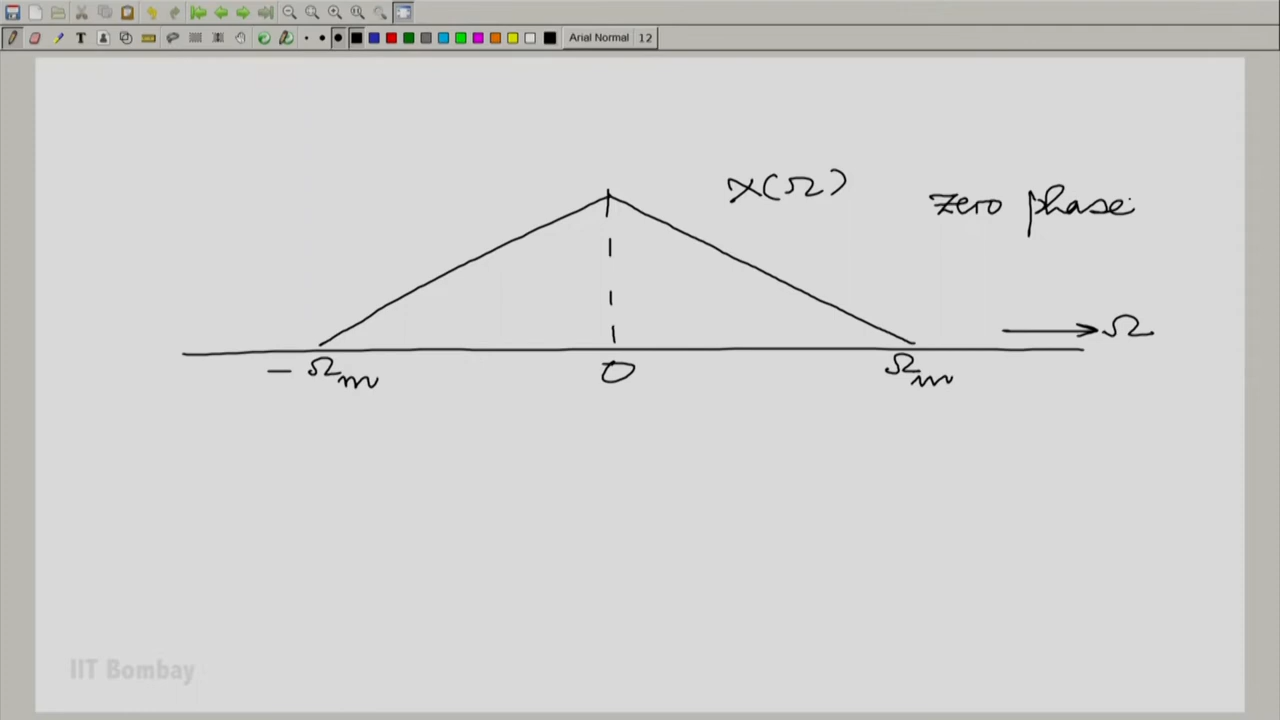 Arial Normal 12
X(Ω)
zero phase
Ω
-Ωm
0
Ωm
IIT Bombay